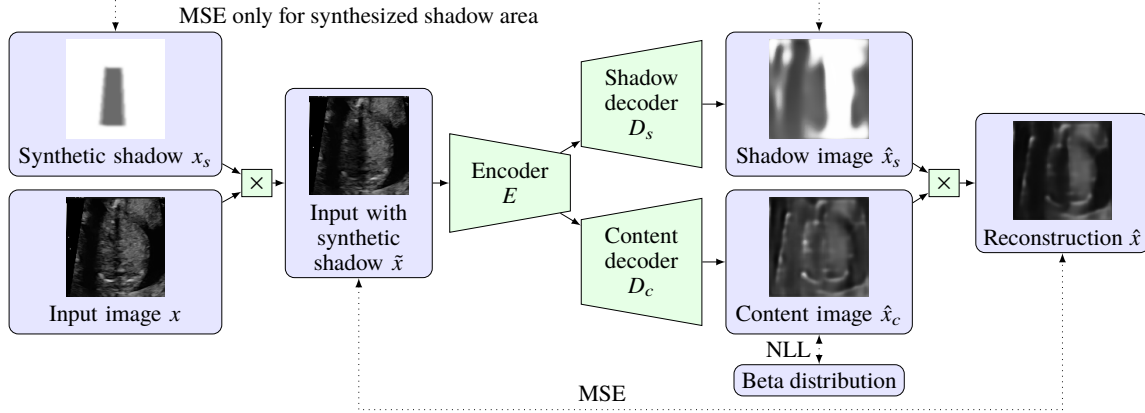 MSE only for synthesized shadow area
Synthetic shadow x_s
×
Input image x
Input with
synthetic
shadow x̃
Encoder
E
Shadow
decoder
D_s
Content
decoder
D_c
Shadow image x̂_s
Content image x̂_c
×
Reconstruction x̂
NLL
Beta distribution
MSE